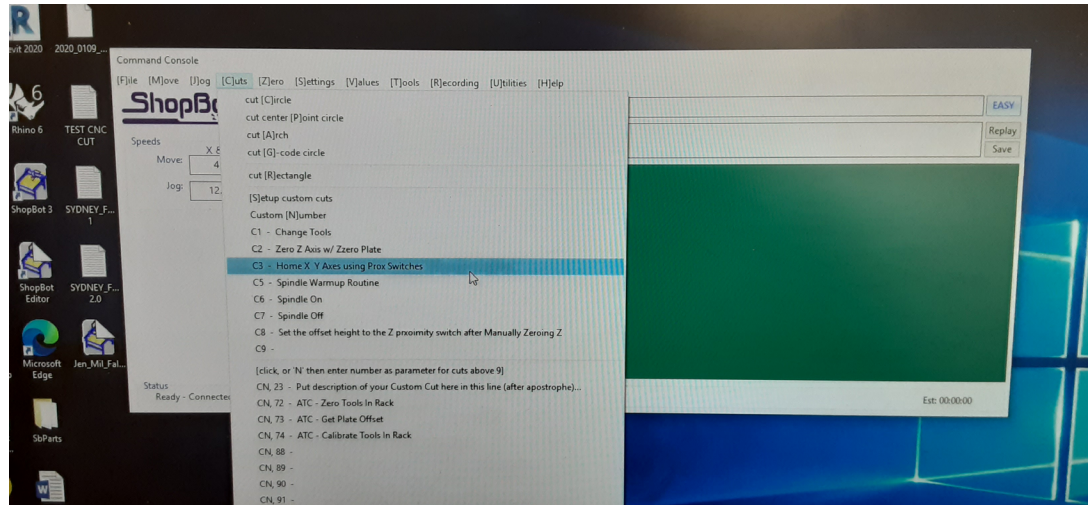 Revit 2020
2020_0109_...
Rhino 6
TEST CNC
CUT
ShopBot 3
SYDNEY_F...
1
ShopBot
Editor
SYDNEY_F...
2.0
Microsoft
Edge
Jen_Mil_Fal...
SbParts
Command Console
[F]ile [M]ove [J]og [C]uts [Z]ero [S]ettings [V]alues [T]ools [R]ecording [U]tilities [H]elp
ShopBo
EASY
Replay
Save
Speeds
X &
Move: 4
Jog: 12.
cut [C]ircle
cut center [P]oint circle
cut [A]rch
cut [G]-code circle
cut [R]ectangle
[S]etup custom cuts
Custom [N]umber
C1 - Change Tools
C2 - Zero Z Axis w/ Zzero Plate
C3 - Home X Y Axes using Prox Switches
C5 - Spindle Warmup Routine
C6 - Spindle On
C7 - Spindle Off
C8 - Set the offset height to the Z prxoimity switch after Manually Zeroing Z
C9 -
[click, or 'N' then enter number as parameter for cuts above 9]
CN, 23 - Put description of your Custom Cut here in this line (after apostrophe)...
CN, 72 - ATC - Zero Tools In Rack
CN, 73 - ATC - Get Plate Offset
CN, 74 - ATC - Calibrate Tools In Rack
CN, 88 -
CN, 89 -
CN, 90 -
CN, 91 -
Status
Ready - Connected
Est: 00:00:00